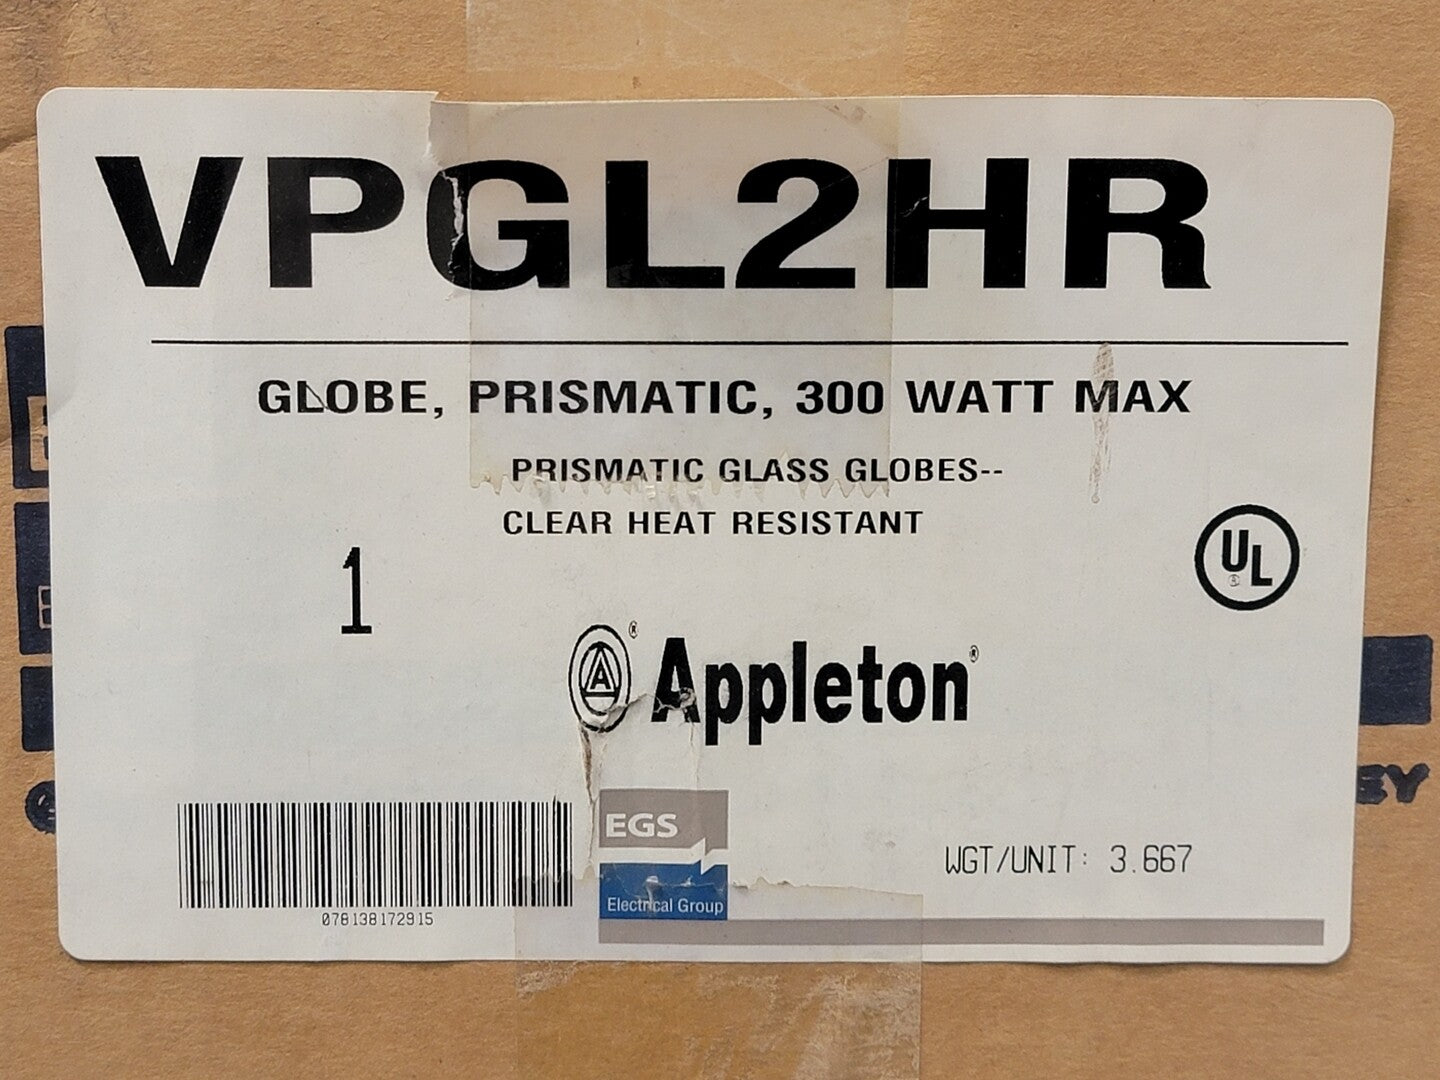 VPGL2HR
GLOBE, PRISMATIC, 300 WATT MAX
PRISMATIC GLASS GLOBES--
CLEAR HEAT RESISTANT
1
UL
®
A
®
Appleton®
EGS
Electrical Group
WGT/UNIT: 3.667
078138172915